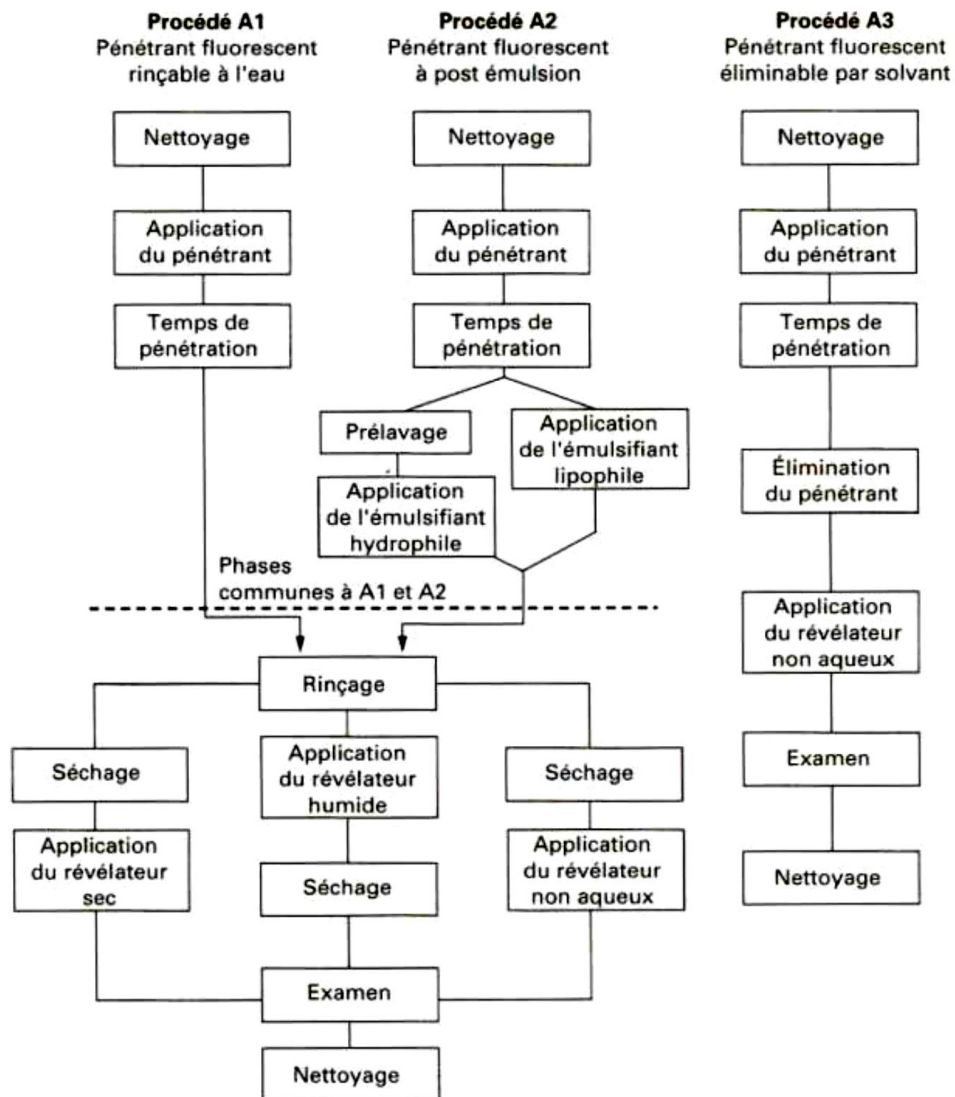 Procédé A1
Pénétrant fluorescent
rinçable à l'eau
Procédé A2
Pénétrant fluorescent
à post émulsion
Procédé A3
Pénétrant fluorescent
éliminable par solvant
Nettoyage
Nettoyage
Nettoyage
Application
du pénétrant
Application
du pénétrant
Application
du pénétrant
Temps de
pénétration
Temps de
pénétration
Temps de
pénétration
Prélavage
Application
de l'émulsifiant
lipophile
Élimination
du pénétrant
Application
de l'émulsifiant
hydrophile
Phases
communes à A1 et A2
Application
du révélateur
non aqueux
Rinçage
Séchage
Application
du révélateur
humide
Séchage
Examen
Application
du révélateur
sec
Séchage
Application
du révélateur
non aqueux
Nettoyage
Examen
Nettoyage